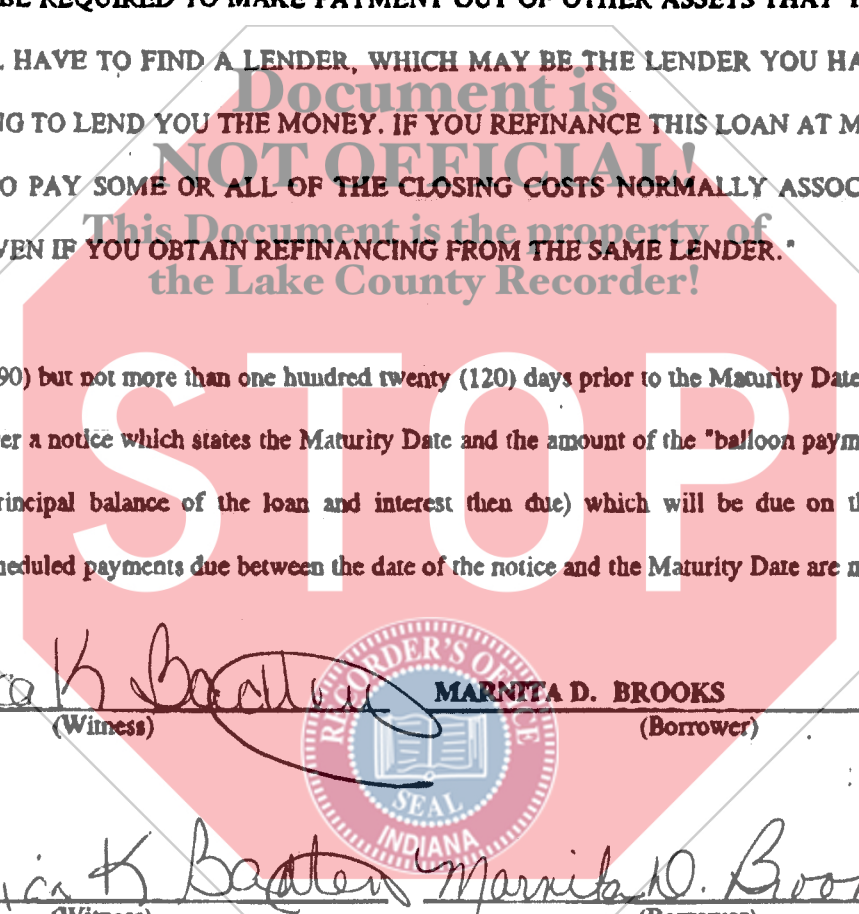 BE REQUIRED TO MAKE PAYMENT OUT OF OTHER ASSETS THAT
HAVE TO FIND A LENDER, WHICH MAY BE THE LENDER YOU HA
Document is
NG TO LEND YOU THE MONEY. IF YOU REFINANCE THIS LOAN AT M
NOT OFFICIAL!
O PAY SOME OR ALL OF THE CLOSING COSTS NORMALLY ASSOC
This Document is the property of
VEN IF YOU OBTAIN REFINANCING FROM THE SAME LENDER."
the Lake County Recorder!
90) but not more than one hundred twenty (120) days prior to the Maturity Date
er a notice which states the Maturity Date and the amount of the "balloon paym
rincipal balance of the loan and interest then due) which will be due on th
STOP
heduled payments due between the date of the notice and the Maturity Date are m
K
MARNITA D. BROOKS
(Witness)
(Borrower)
RECORDER'S OFFICE
SEAL
INDIANA
ica K Marnita D. Broo
(Witness)
(Borrower)